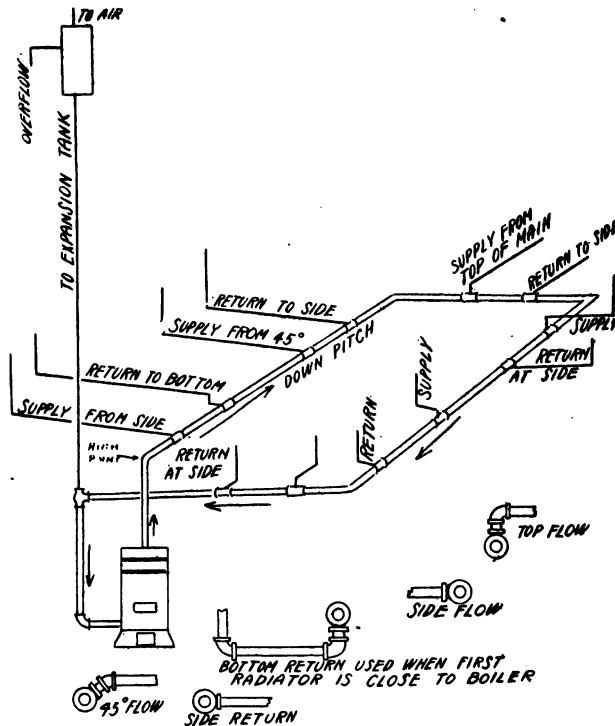 TO AIR
OVERFLOW
TO EXPANSION TANK
SUPPLY FROM
TOP OF MAIN
RETURN TO SIDE
RETURN TO SIDE
SUPPLY FROM 45°
DOWN PITCH
SUPPLY
RETURN
AT SIDE
RETURN TO BOTTOM
SUPPLY
SUPPLY FROM SIDE
RETURN
HIGH
POINT
RETURN
AT SIDE
TOP FLOW
SIDE FLOW
BOTTOM RETURN USED WHEN FIRST
RADIATOR IS CLOSE TO BOILER
45° FLOW
SIDE RETURN